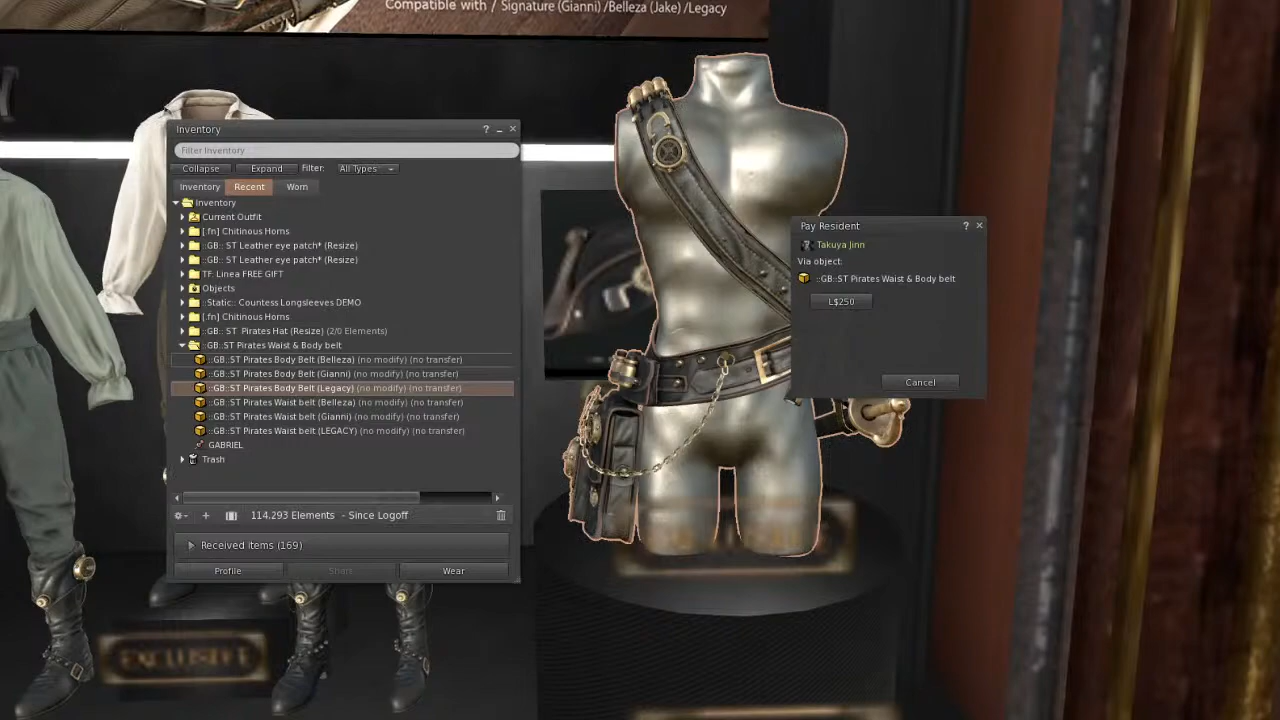 Compatible with / Signature (Gianni) /Belleza (Jake) /Legacy
Inventory
?
Filter Inventory
Collapse Expand Filter: All Types
Inventory Recent Worn
Inventory
Current Outfit
[.fn] Chitinous Horns
::GB:: ST Leather eye patch* (Resize)
::GB:: ST Leather eye patch* (Resize)
TF: Linea FREE GIFT
Objects
::Static:: Countess Longsleeves DEMO
[.fn] Chitinous Horns
::GB:: ST Pirates Hat (Resize) (2/0 Elements)
::GB::ST Pirates Waist & Body belt
::GB::ST Pirates Body Belt (Belleza) (no modify) (no transfer)
::GB::ST Pirates Body Belt (Gianni) (no modify) (no transfer)
::GB::ST Pirates Body Belt (Legacy) (no modify) (no transfer)
::GB::ST Pirates Waist belt (Belleza) (no modify) (no transfer)
::GB::ST Pirates Waist belt (Gianni) (no modify) (no transfer)
::GB::ST Pirates Waist belt (LEGACY) (no modify) (no transfer)
GABRIEL
Trash
114.293 Elements - Since Logoff
Received items (169)
Profile Share Wear
Pay Resident ?
Takuya Jinn
Via object:
::GB::ST Pirates Waist & Body belt
L$250
Cancel
EXCLUSIVE